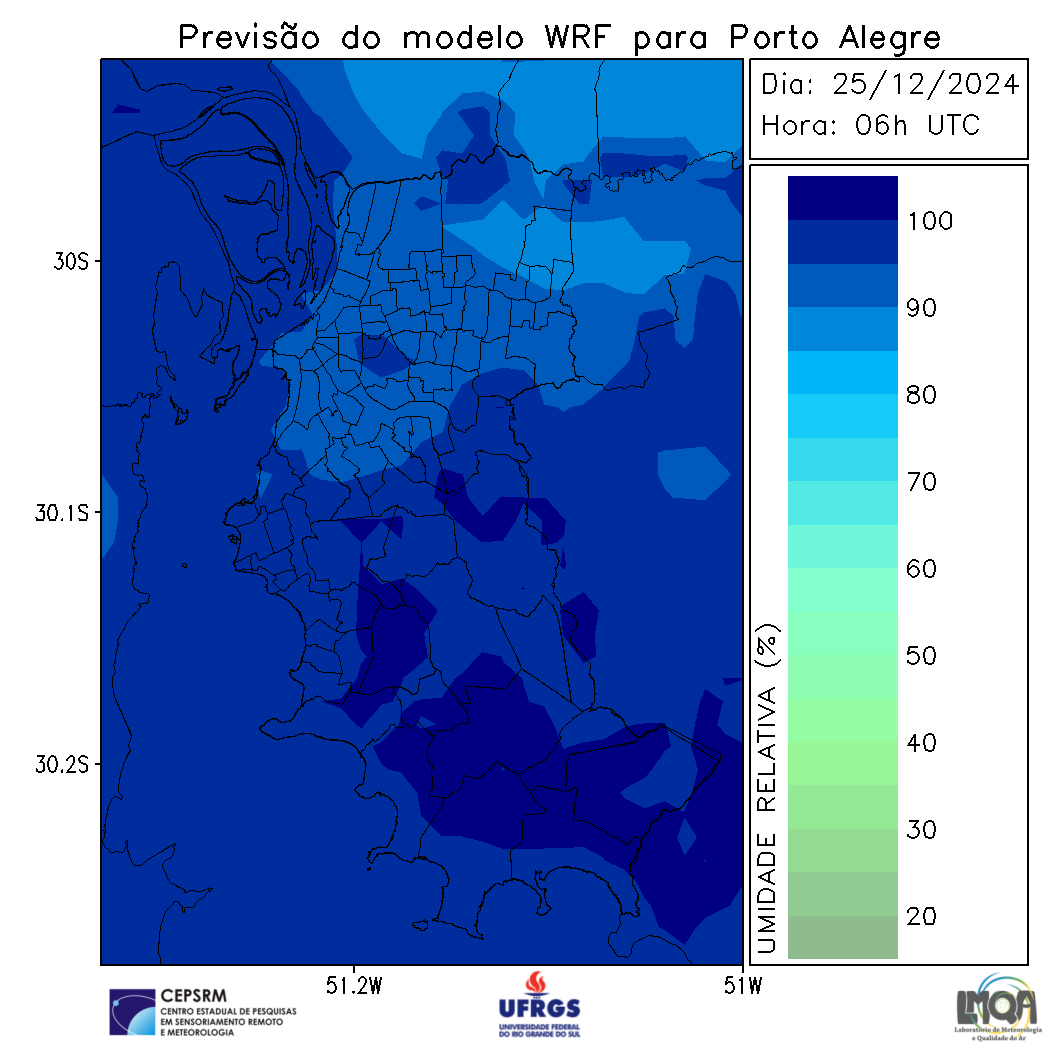 Previsão do modelo WRF para Porto Alegre
Dia: 25/12/2024
Hora: 06h UTC
30S
30.1S
30.2S
51.2W
51W
100
90
80
70
60
50
40
30
20
UMIDADE RELATIVA (%)
CEPSRM
CENTRO ESTADUAL DE PESQUISAS
EM SENSORIAMENTO REMOTO
E METEOROLOGIA
UFRGS
UNIVERSIDADE FEDERAL
DO RIO GRANDE DO SUL
LMQA
Laboratório de Meteorologia
e Qualidade do Ar